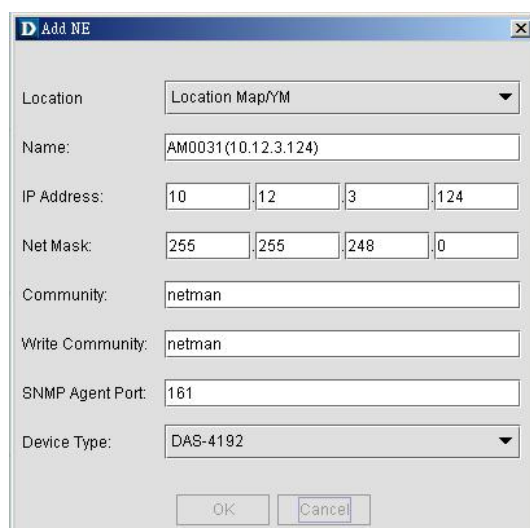 D Add NE
Location Location Map/YM
Name: AM0031(10.12.3.124)
IP Address: 10 .12 .3 .124
Net Mask: 255 .255 .248 .0
Community: netman
Write Community: netman
SNMP Agent Port: 161
Device Type: DAS-4192
OK Cancel